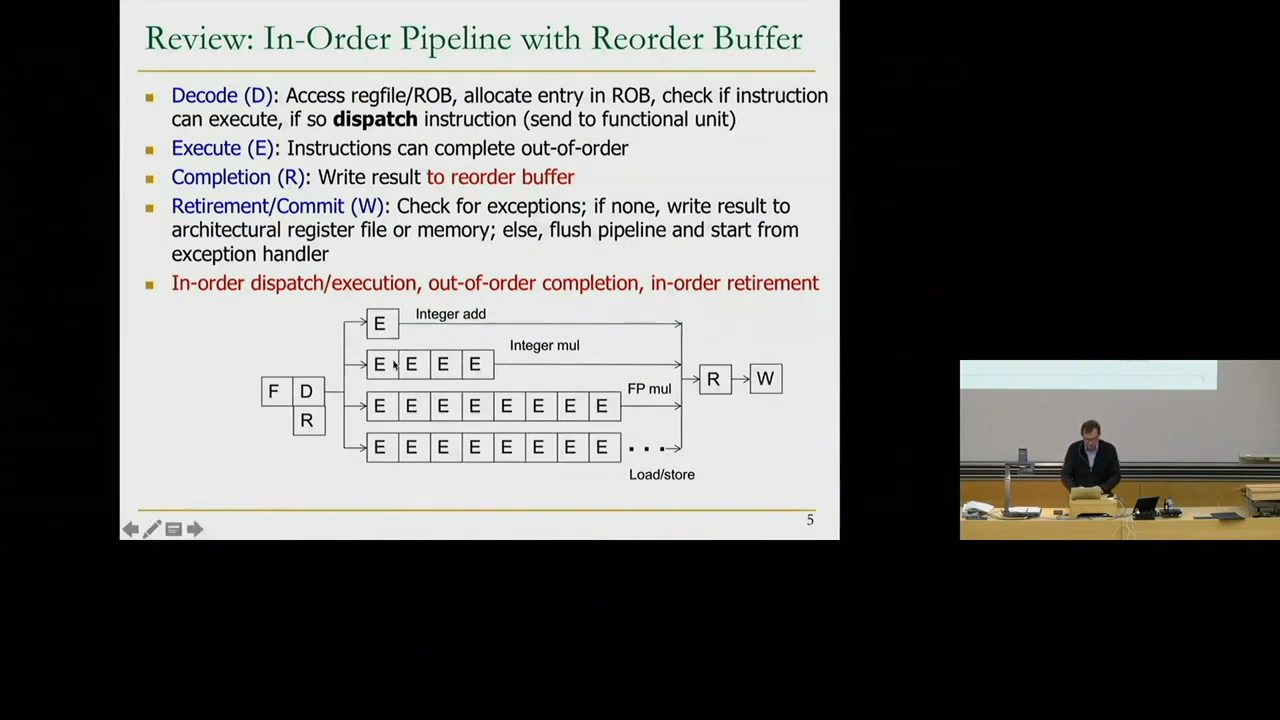 Review: In-Order Pipeline with Reorder Buffer
Decode (D): Access regfile/ROB, allocate entry in ROB, check if instruction
can execute, if so dispatch instruction (send to functional unit)
Execute (E): Instructions can complete out-of-order
Completion (R): Write result to reorder buffer
Retirement/Commit (W): Check for exceptions; if none, write result to
architectural register file or memory; else, flush pipeline and start from
exception handler
In-order dispatch/execution, out-of-order completion, in-order retirement
E Integer add
Integer mul
E E E E
F D
R
FP mul
E E E E E E E E
R W
E E E E E E E E . . .
Load/store
5